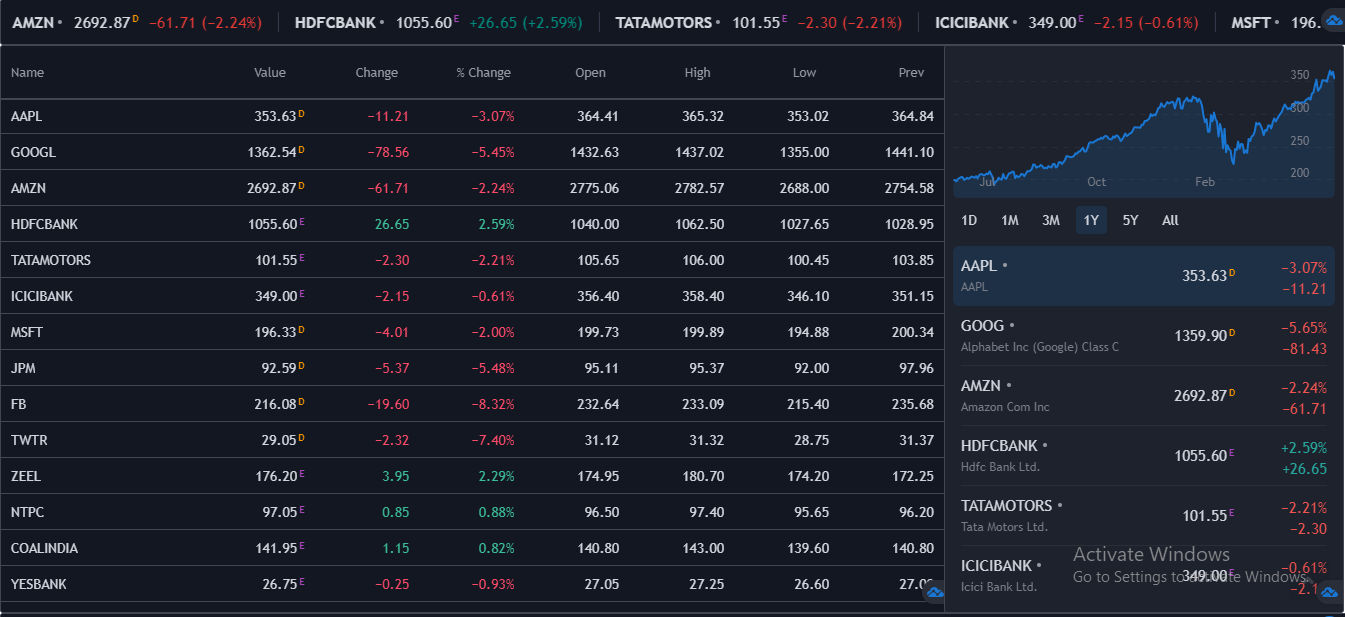 AMZN • 2692.87 D −61.71 (−2.24%) HDFCBANK • 1055.60 E +26.65 (+2.59%) TATAMOTORS • 101.55 E −2.30 (−2.21%) ICICIBANK • 349.00 E −2.15 (−0.61%) MSFT • 196.
Name Value Change % Change Open High Low Prev
AAPL 353.63 D −11.21 −3.07% 364.41 365.32 353.02 364.84
GOOGL 1362.54 D −78.56 −5.45% 1432.63 1437.02 1355.00 1441.10
AMZN 2692.87 D −61.71 −2.24% 2775.06 2782.57 2688.00 2754.58
HDFCBANK 1055.60 E 26.65 2.59% 1040.00 1062.50 1027.65 1028.95
TATAMOTORS 101.55 E −2.30 −2.21% 105.65 106.00 100.45 103.85
ICICIBANK 349.00 E −2.15 −0.61% 356.40 358.40 346.10 351.15
MSFT 196.33 D −4.01 −2.00% 199.73 199.89 194.88 200.34
JPM 92.59 D −5.37 −5.48% 95.11 95.37 92.00 97.96
FB 216.08 D −19.60 −8.32% 232.64 233.09 215.40 235.68
TWTR 29.05 D −2.32 −7.40% 31.12 31.32 28.75 31.37
ZEEL 176.20 E 3.95 2.29% 174.95 180.70 174.20 172.25
NTPC 97.05 E 0.85 0.88% 96.50 97.40 95.65 96.20
COALINDIA 141.95 E 1.15 0.82% 140.80 143.00 139.60 140.80
YESBANK 26.75 E −0.25 −0.93% 27.05 27.25 26.60 27.0
350
300
250
200
Jul Oct Feb
1D 1M 3M 1Y 5Y All
AAPL • 353.63 D −3.07%
AAPL −11.21
GOOG • 1359.90 D −5.65%
Alphabet Inc (Google) Class C −81.43
AMZN • 2692.87 D −2.24%
Amazon Com Inc −61.71
HDFCBANK • 1055.60 E +2.59%
Hdfc Bank Ltd. +26.65
TATAMOTORS • 101.55 E −2.21%
Tata Motors Ltd. −2.30
ICICIBANK • 349.00 E −0.61%
Icici Bank Ltd. −2.1
Activate Windows
Go to Settings to activate Windows.